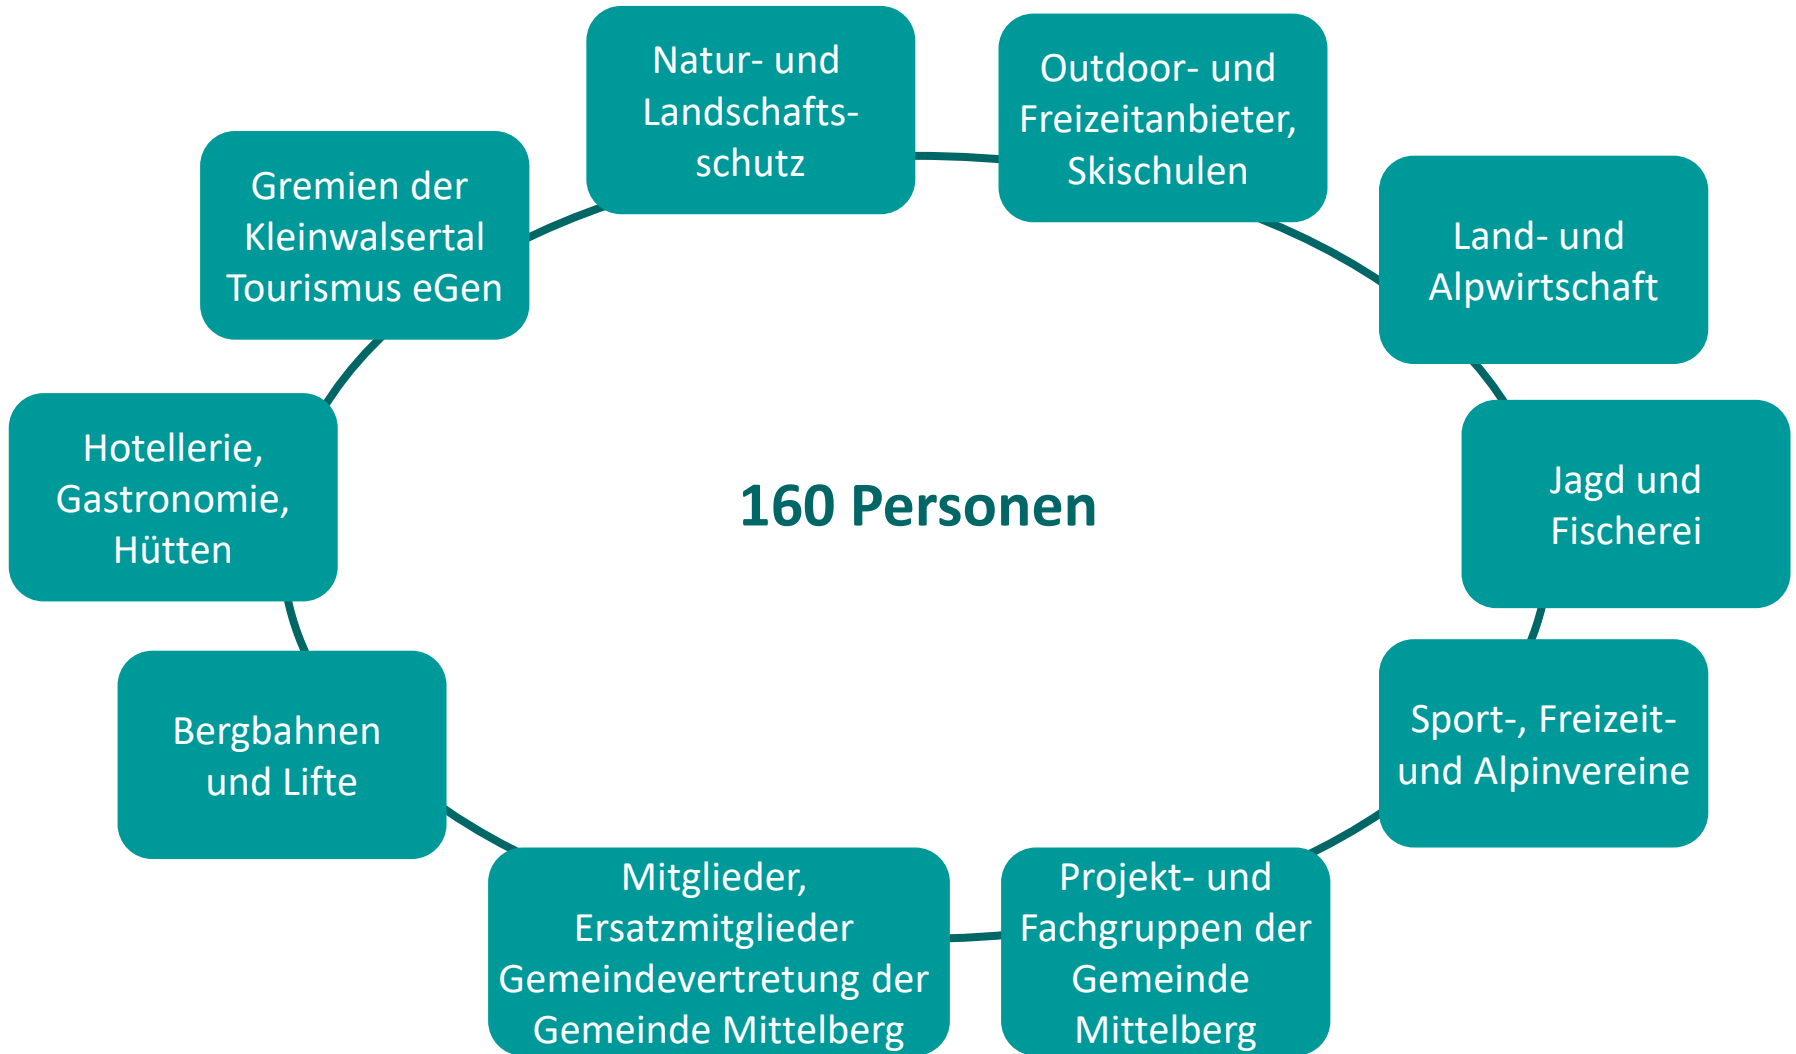 Natur- und
Landschafts-
schutz
Outdoor- und
Freizeitanbieter,
Skischulen
Land- und
Alpwirtschaft
Jagd und
Fischerei
Sport-, Freizeit-
und Alpinvereine
Projekt- und
Fachgruppen der
Gemeinde
Mittelberg
Mitglieder,
Ersatzmitglieder
Gemeindevertretung der
Gemeinde Mittelberg
Bergbahnen
und Lifte
Hotellerie,
Gastronomie,
Hütten
Gremien der
Kleinwalsertal
Tourismus eGen
160 Personen